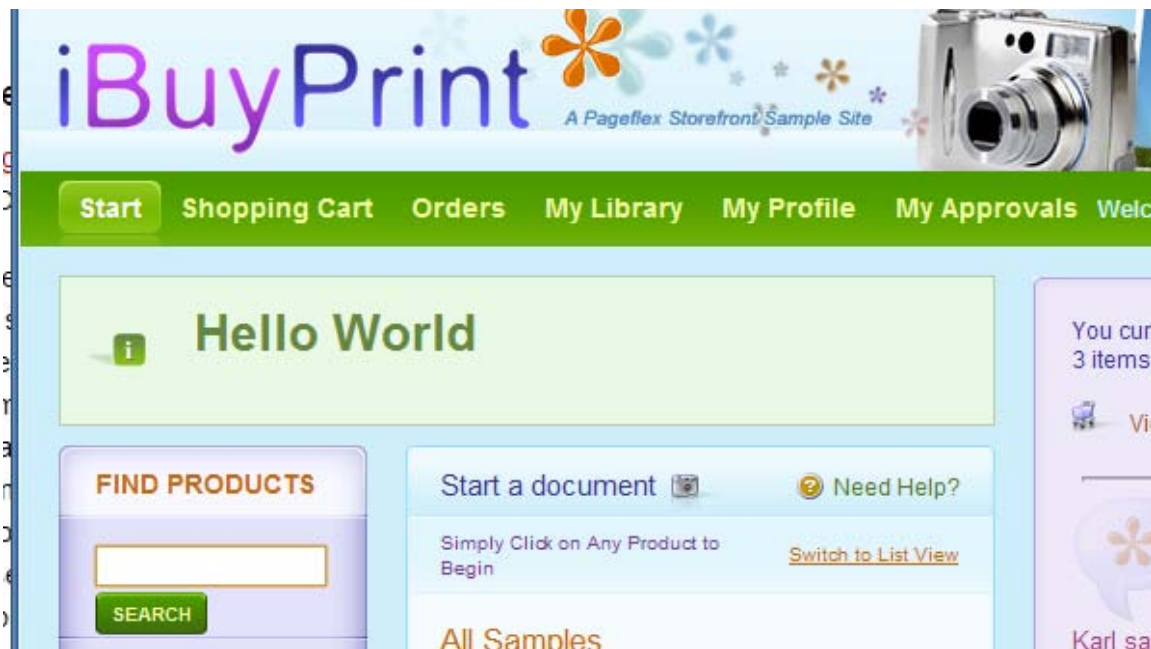 iBuyPrint
A Pageflex Storefront Sample Site
Start Shopping Cart Orders My Library My Profile My Approvals
Hello World
You
3 items
FIND PRODUCTS
SEARCH
Start a document Need Help?
Simply Click on Any Product to
Begin
Switch to List View
All Samples
Karl